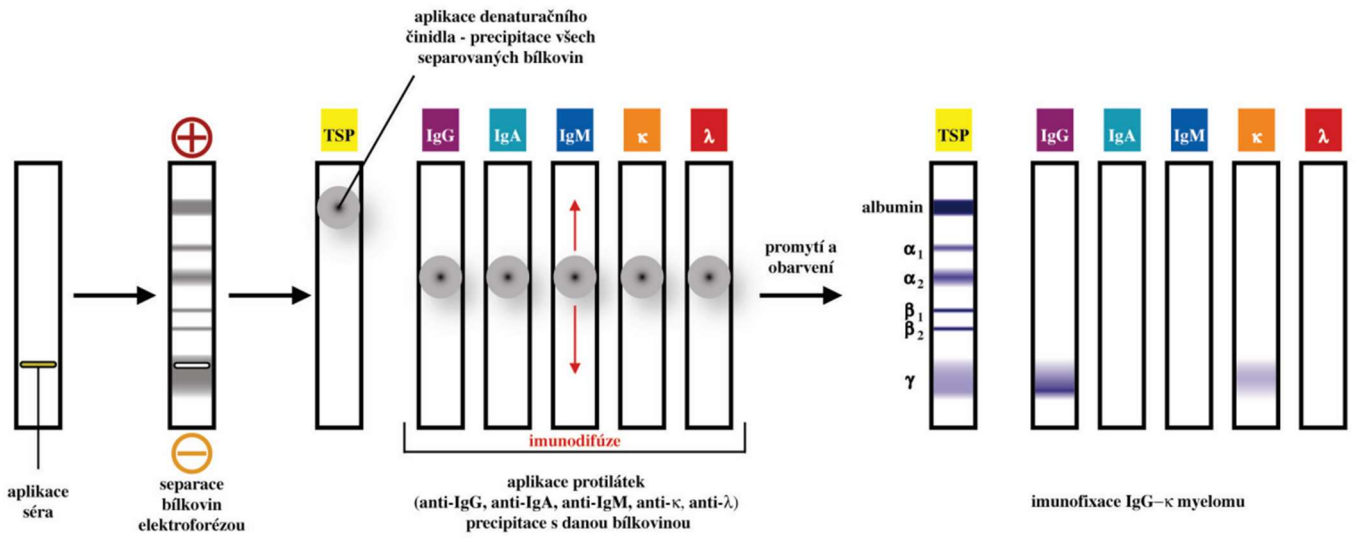 aplikace denaturačního
činidla - precipitace všech
separovaných bílkovin
TSP IgG IgA IgM κ λ
TSP IgG IgA IgM κ λ
albumin
α1
α2
β1
β2
γ
promytí a
obarvení
imunodifúze
aplikace
séra
separace
bílkovin
elektroforézou
aplikace protilátek
(anti-IgG, anti-IgA, anti-IgM, anti-κ, anti-λ)
precipitace s danou bílkovinou
imunofixace IgG–κ myelomu